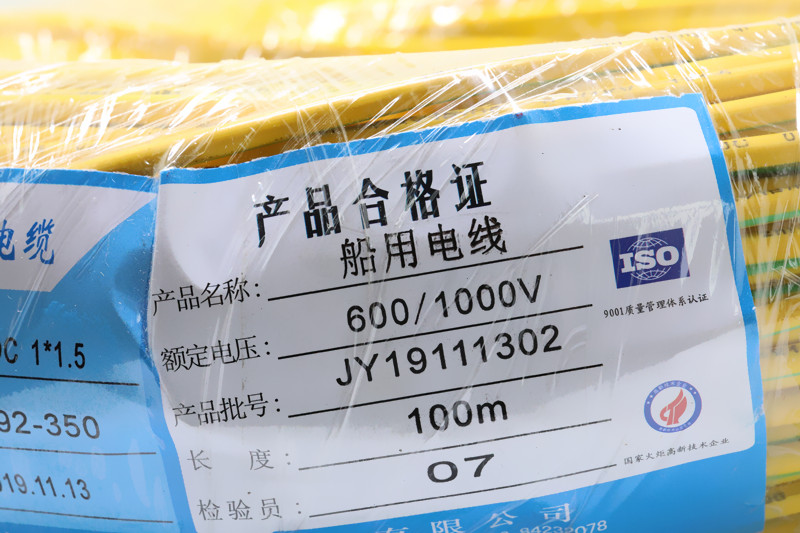 电缆
C 1*1.5
92-350
19.11.13
产品合格证
产品名称: 船用电线
额定电压: 600/1000V
产品批号: JY19111302
长 度: 100m
检验员: 07
ISO
9001质量管理体系认证
国家火炬高新技术企业
有限公司
84232078